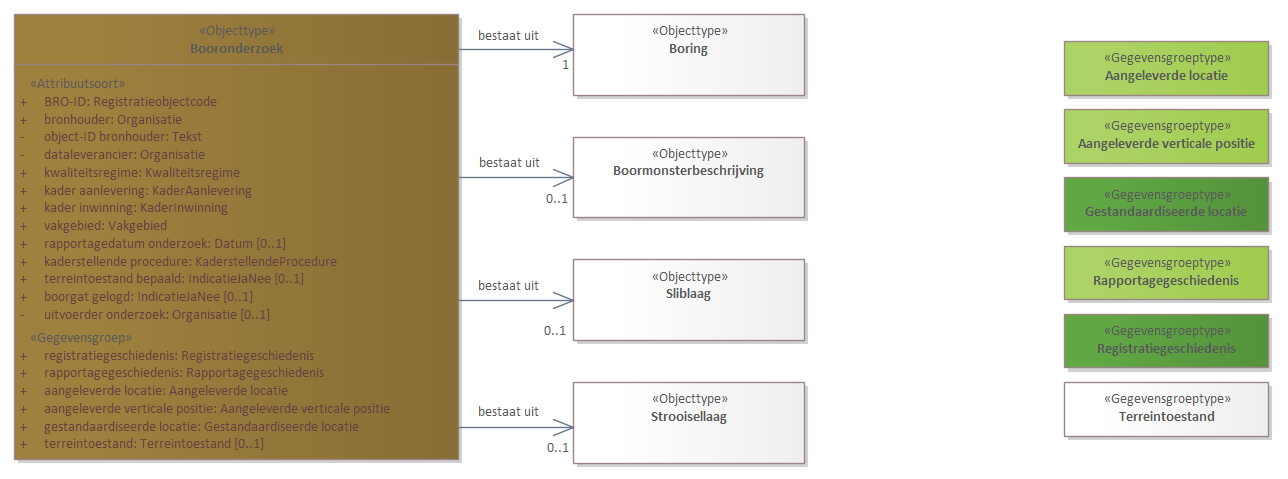 «Objecttype»
Booronderzoek
«Attribuutsoort»
+ BRO-ID: Registratieobjectcode
+ bronhouder: Organisatie
- object-ID bronhouder: Tekst
- dataleverancier: Organisatie
+ kwaliteitsregime: Kwaliteitsregime
+ kader aanlevering: KaderAanlevering
+ kader inwinning: KaderInwinning
+ vakgebied: Vakgebied
+ rapportagedatum onderzoek: Datum [0..1]
+ kaderstellende procedure: KaderstellendeProcedure
+ terreintoestand bepaald: IndicatieJaNee [0..1]
+ boorgat gelogd: IndicatieJaNee [0..1]
- uitvoerder onderzoek: Organisatie [0..1]
«Gegevensgroep»
+ registratiegeschiedenis: Registratiegeschiedenis
+ rapportagegeschiedenis: Rapportagegeschiedenis
+ aangeleverde locatie: Aangeleverde locatie
+ aangeleverde verticale positie: Aangeleverde verticale positie
+ gestandaardiseerde locatie: Gestandaardiseerde locatie
+ terreintoestand: Terreintoestand [0..1]
bestaat uit
1
«Objecttype»
Boring
bestaat uit
0..1
«Objecttype»
Boormonsterbeschrijving
bestaat uit
0..1
«Objecttype»
Sliblaag
bestaat uit
0..1
«Objecttype»
Strooisellaag
«Gegevensgroeptype»
Aangeleverde locatie
«Gegevensgroeptype»
Aangeleverde verticale positie
«Gegevensgroeptype»
Gestandaardiseerde locatie
«Gegevensgroeptype»
Rapportagegeschiedenis
«Gegevensgroeptype»
Registratiegeschiedenis
«Gegevensgroeptype»
Terreintoestand